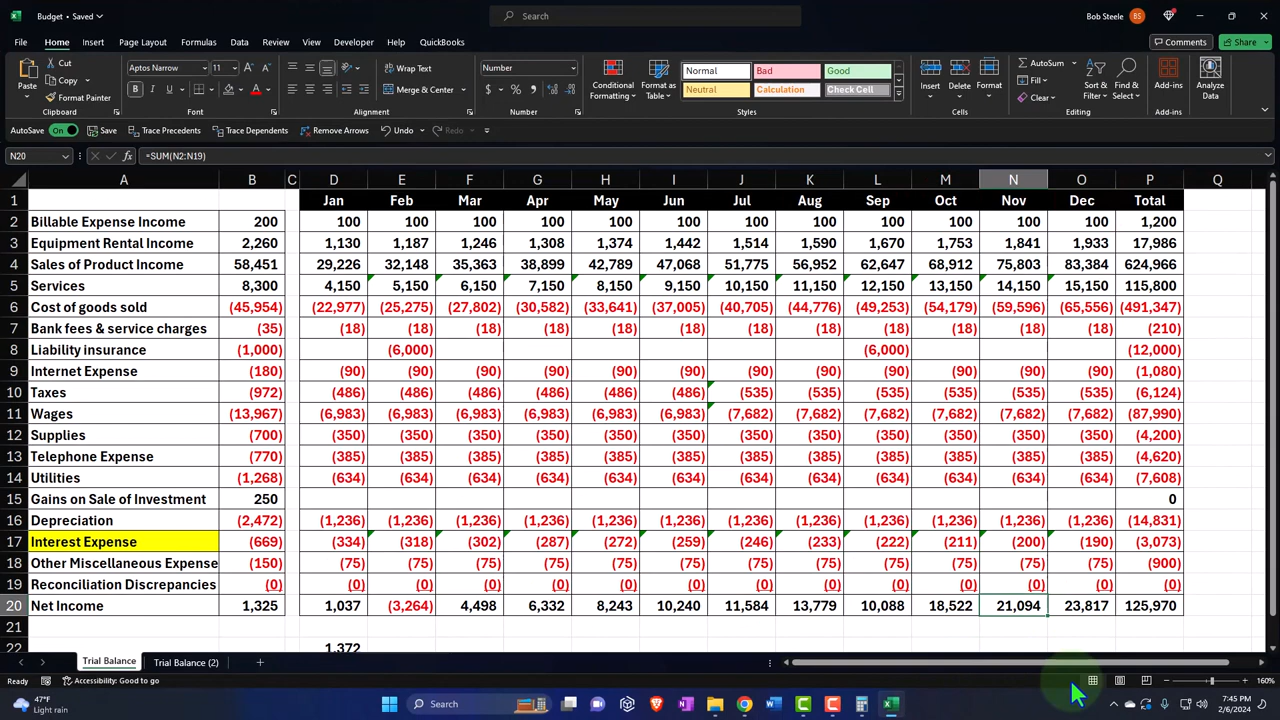 Budget • Saved
Search
Bob Steele BS
File Home Insert Page Layout Formulas Data Review View Developer Help QuickBooks Comments Share
Paste Cut Copy Format Painter Clipboard
Aptos Narrow 11 Font
Wrap Text Merge & Center Alignment
Number Number
Conditional Formatting Format as Table
Normal Bad Good
Neutral Calculation Check Cell
Styles
Insert Delete Format Cells
AutoSum Fill Clear Sort & Filter Find & Select Editing
Add-ins Add-ins
Analyze Data
AutoSave On Save Trace Precedents Trace Dependents Remove Arrows Undo Redo
N20 fx =SUM(N2:N19)
A B C D E F G H I J K L M N O P Q
1 Jan Feb Mar Apr May Jun Jul Aug Sep Oct Nov Dec Total
2 Billable Expense Income 200 100 100 100 100 100 100 100 100 100 100 100 100 1,200
3 Equipment Rental Income 2,260 1,130 1,187 1,246 1,308 1,374 1,442 1,514 1,590 1,670 1,753 1,841 1,933 17,986
4 Sales of Product Income 58,451 29,226 32,148 35,363 38,899 42,789 47,068 51,775 56,952 62,647 68,912 75,803 83,384 624,966
5 Services 8,300 4,150 5,150 6,150 7,150 8,150 9,150 10,150 11,150 12,150 13,150 14,150 15,150 115,800
6 Cost of goods sold (45,954) (22,977) (25,275) (27,802) (30,582) (33,641) (37,005) (40,705) (44,776) (49,253) (54,179) (59,596) (65,556) (491,347)
7 Bank fees & service charges (35) (18) (18) (18) (18) (18) (18) (18) (18) (18) (18) (18) (18) (210)
8 Liability insurance (1,000) (6,000) (6,000) (12,000)
9 Internet Expense (180) (90) (90) (90) (90) (90) (90) (90) (90) (90) (90) (90) (90) (1,080)
10 Taxes (972) (486) (486) (486) (486) (486) (486) (535) (535) (535) (535) (535) (535) (6,124)
11 Wages (13,967) (6,983) (6,983) (6,983) (6,983) (6,983) (6,983) (7,682) (7,682) (7,682) (7,682) (7,682) (7,682) (87,990)
12 Supplies (700) (350) (350) (350) (350) (350) (350) (350) (350) (350) (350) (350) (350) (4,200)
13 Telephone Expense (770) (385) (385) (385) (385) (385) (385) (385) (385) (385) (385) (385) (385) (4,620)
14 Utilities (1,268) (634) (634) (634) (634) (634) (634) (634) (634) (634) (634) (634) (634) (7,608)
15 Gains on Sale of Investment 250 0
16 Depreciation (2,472) (1,236) (1,236) (1,236) (1,236) (1,236) (1,236) (1,236) (1,236) (1,236) (1,236) (1,236) (1,236) (14,831)
17 Interest Expense (669) (334) (318) (302) (287) (272) (259) (246) (233) (222) (211) (200) (190) (3,073)
18 Other Miscellaneous Expense (150) (75) (75) (75) (75) (75) (75) (75) (75) (75) (75) (75) (75) (900)
19 Reconciliation Discrepancies (0) (0) (0) (0) (0) (0) (0) (0) (0) (0) (0) (0) (0) (0)
20 Net Income 1,325 1,037 (3,264) 4,498 6,332 8,243 10,240 11,584 13,779 10,088 18,522 21,094 23,817 125,970
21
22 1,372
Trial Balance Trial Balance (2)
Ready Accessibility: Good to go 160%
47°F
Light rain
Search
7:45 PM
2/6/2024